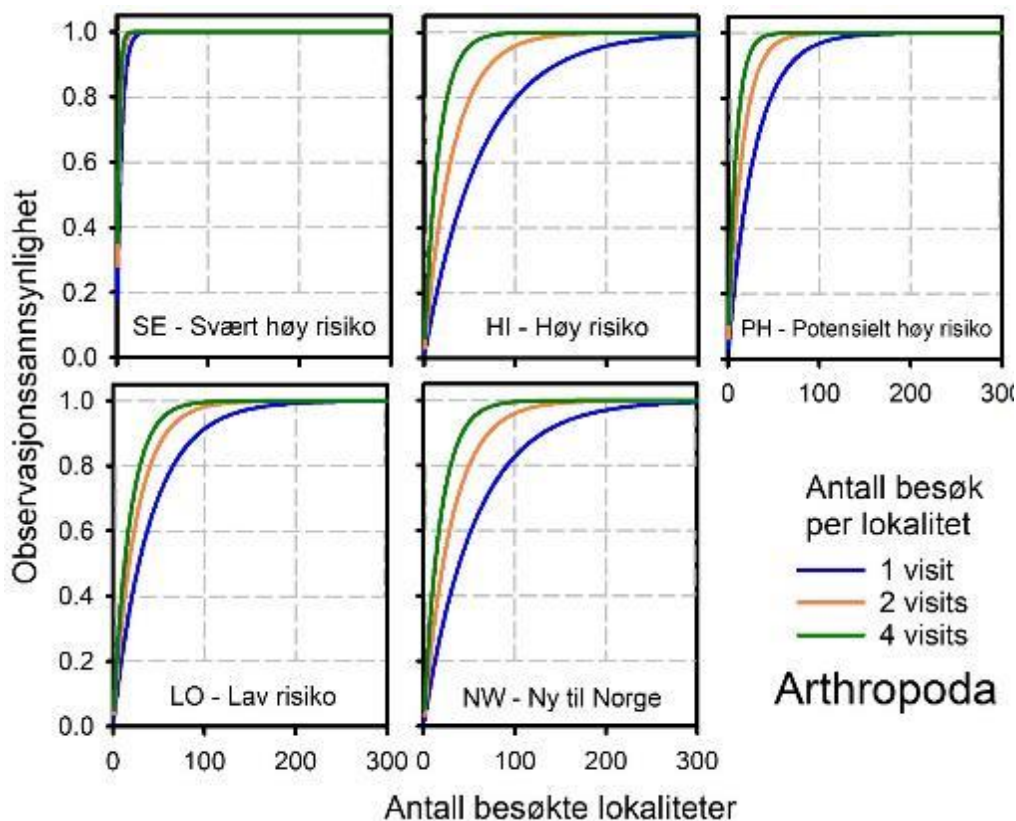 Observasjonssannsynlighet
1.0
0.8
0.6
0.4
0.2
0.0
SE - Svært høy risiko
HI - Høy risiko
PH - Potensielt høy risiko
0 100 200 300
1.0
0.8
0.6
0.4
0.2
0.0
LO - Lav risiko
NW - Ny til Norge
0 100 200 300
0 100 200 300
Antall besøkte lokaliteter
Antall besøk
per lokalitet
1 visit
2 visits
4 visits
Arthropoda